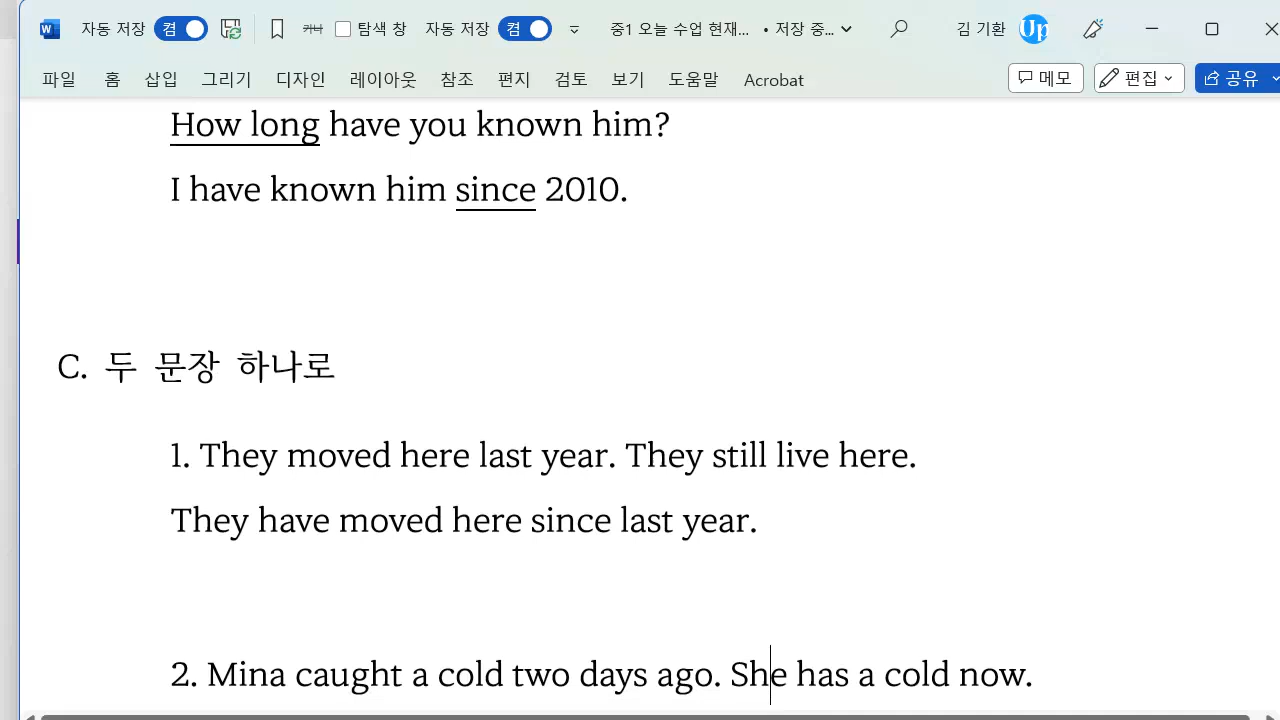 자동 저장 켬 가나 탐색 창 자동 저장 켬 중1 오늘 수업 현재... • 저장 중... 김 기환 Up
파일 홈 삽입 그리기 디자인 레이아웃 참조 편지 검토 보기 도움말 Acrobat 메모 편집 공유
How long have you known him?
I have known him since 2010.
C. 두 문장 하나로
1. They moved here last year. They still live here.
They have moved here since last year.
2. Mina caught a cold two days ago. She has a cold now.